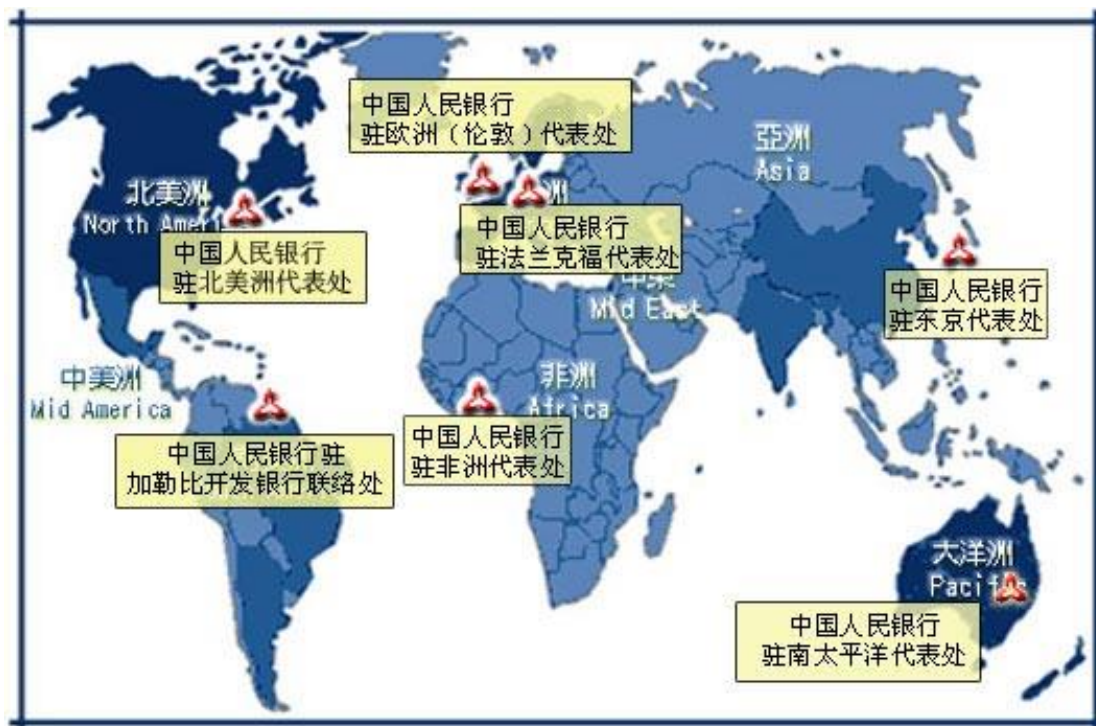 中国人民银行
驻欧洲（伦敦）代表处
亞洲
Asia
北美洲
North Ameri
洲
中国人民银行
驻北美洲代表处
中国人民银行
驻法兰克福代表处
中国人民银行
驻东京代表处
Mid East
中美洲
Mid America
非洲
Africa
中国人民银行驻
加勒比开发银行联络处
中国人民银行
驻非洲代表处
大洋洲
Pacific
中国人民银行
驻南太平洋代表处